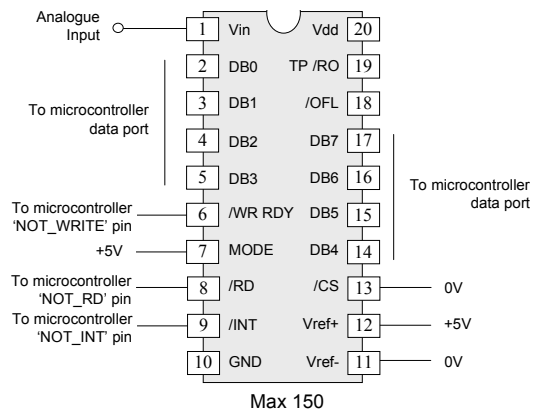 Analogue
Input
1 Vin Vdd 20
2 DB0 TP /RO 19
3 DB1 /OFL 18
To microcontroller
data port
4 DB2 DB7 17
5 DB3 DB6 16
To microcontroller
data port
To microcontroller
'NOT_WRITE' pin
6 /WR RDY DB5 15
+5V 7 MODE DB4 14
To microcontroller
'NOT_RD' pin
8 /RD /CS 13 0V
To microcontroller
'NOT_INT' pin
9 /INT Vref+ 12 +5V
10 GND Vref- 11 0V
Max 150